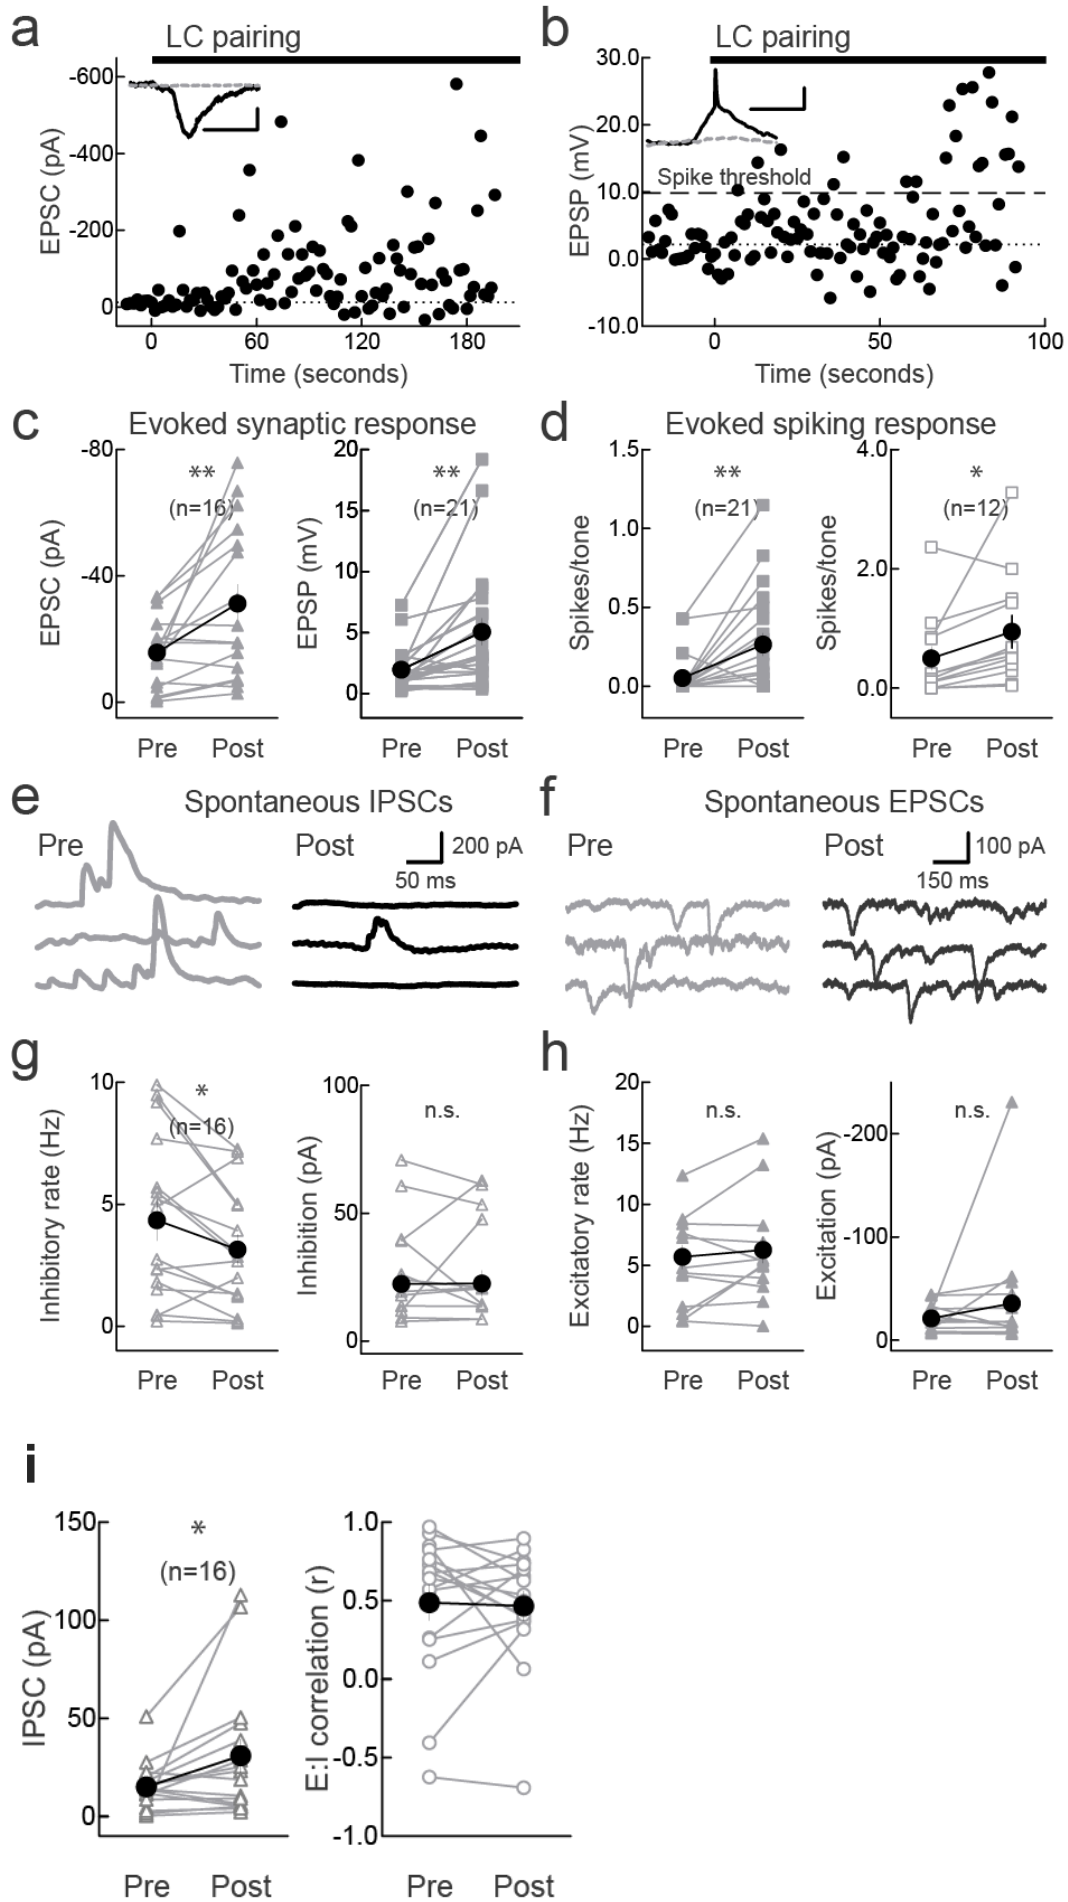 a
LC pairing
EPSC (pA)
-600
-400
-200
0
0
60
120
180
Time (seconds)
b
LC pairing
EPSP (mV)
30.0
20.0
10.0
0.0
-10.0
Spike threshold
0
50
100
Time (seconds)
c
Evoked synaptic response
EPSC (pA)
-80
-40
0
**
(n=16)
Pre
Post
EPSP (mV)
20
15
10
5
0
**
(n=21)
Pre
Post
d
Evoked spiking response
Spikes/tone
1.5
1.0
0.5
0.0
**
(n=21)
Pre
Post
Spikes/tone
4.0
2.0
0.0
*
(n=12)
Pre
Post
e
Spontaneous IPSCs
Pre
Post
200 pA
50 ms
f
Spontaneous EPSCs
Pre
Post
100 pA
150 ms
g
Inhibitory rate (Hz)
10
5
0
*
(n=16)
Pre
Post
Inhibition (pA)
100
50
0
n.s.
Pre
Post
h
Excitatory rate (Hz)
20
15
10
5
0
n.s.
Pre
Post
Excitation (pA)
-200
-100
0
n.s.
Pre
Post
i
IPSC (pA)
150
100
50
0
*
(n=16)
Pre
Post
E:I correlation (r)
1.0
0.5
0.0
-0.5
-1.0
Pre
Post